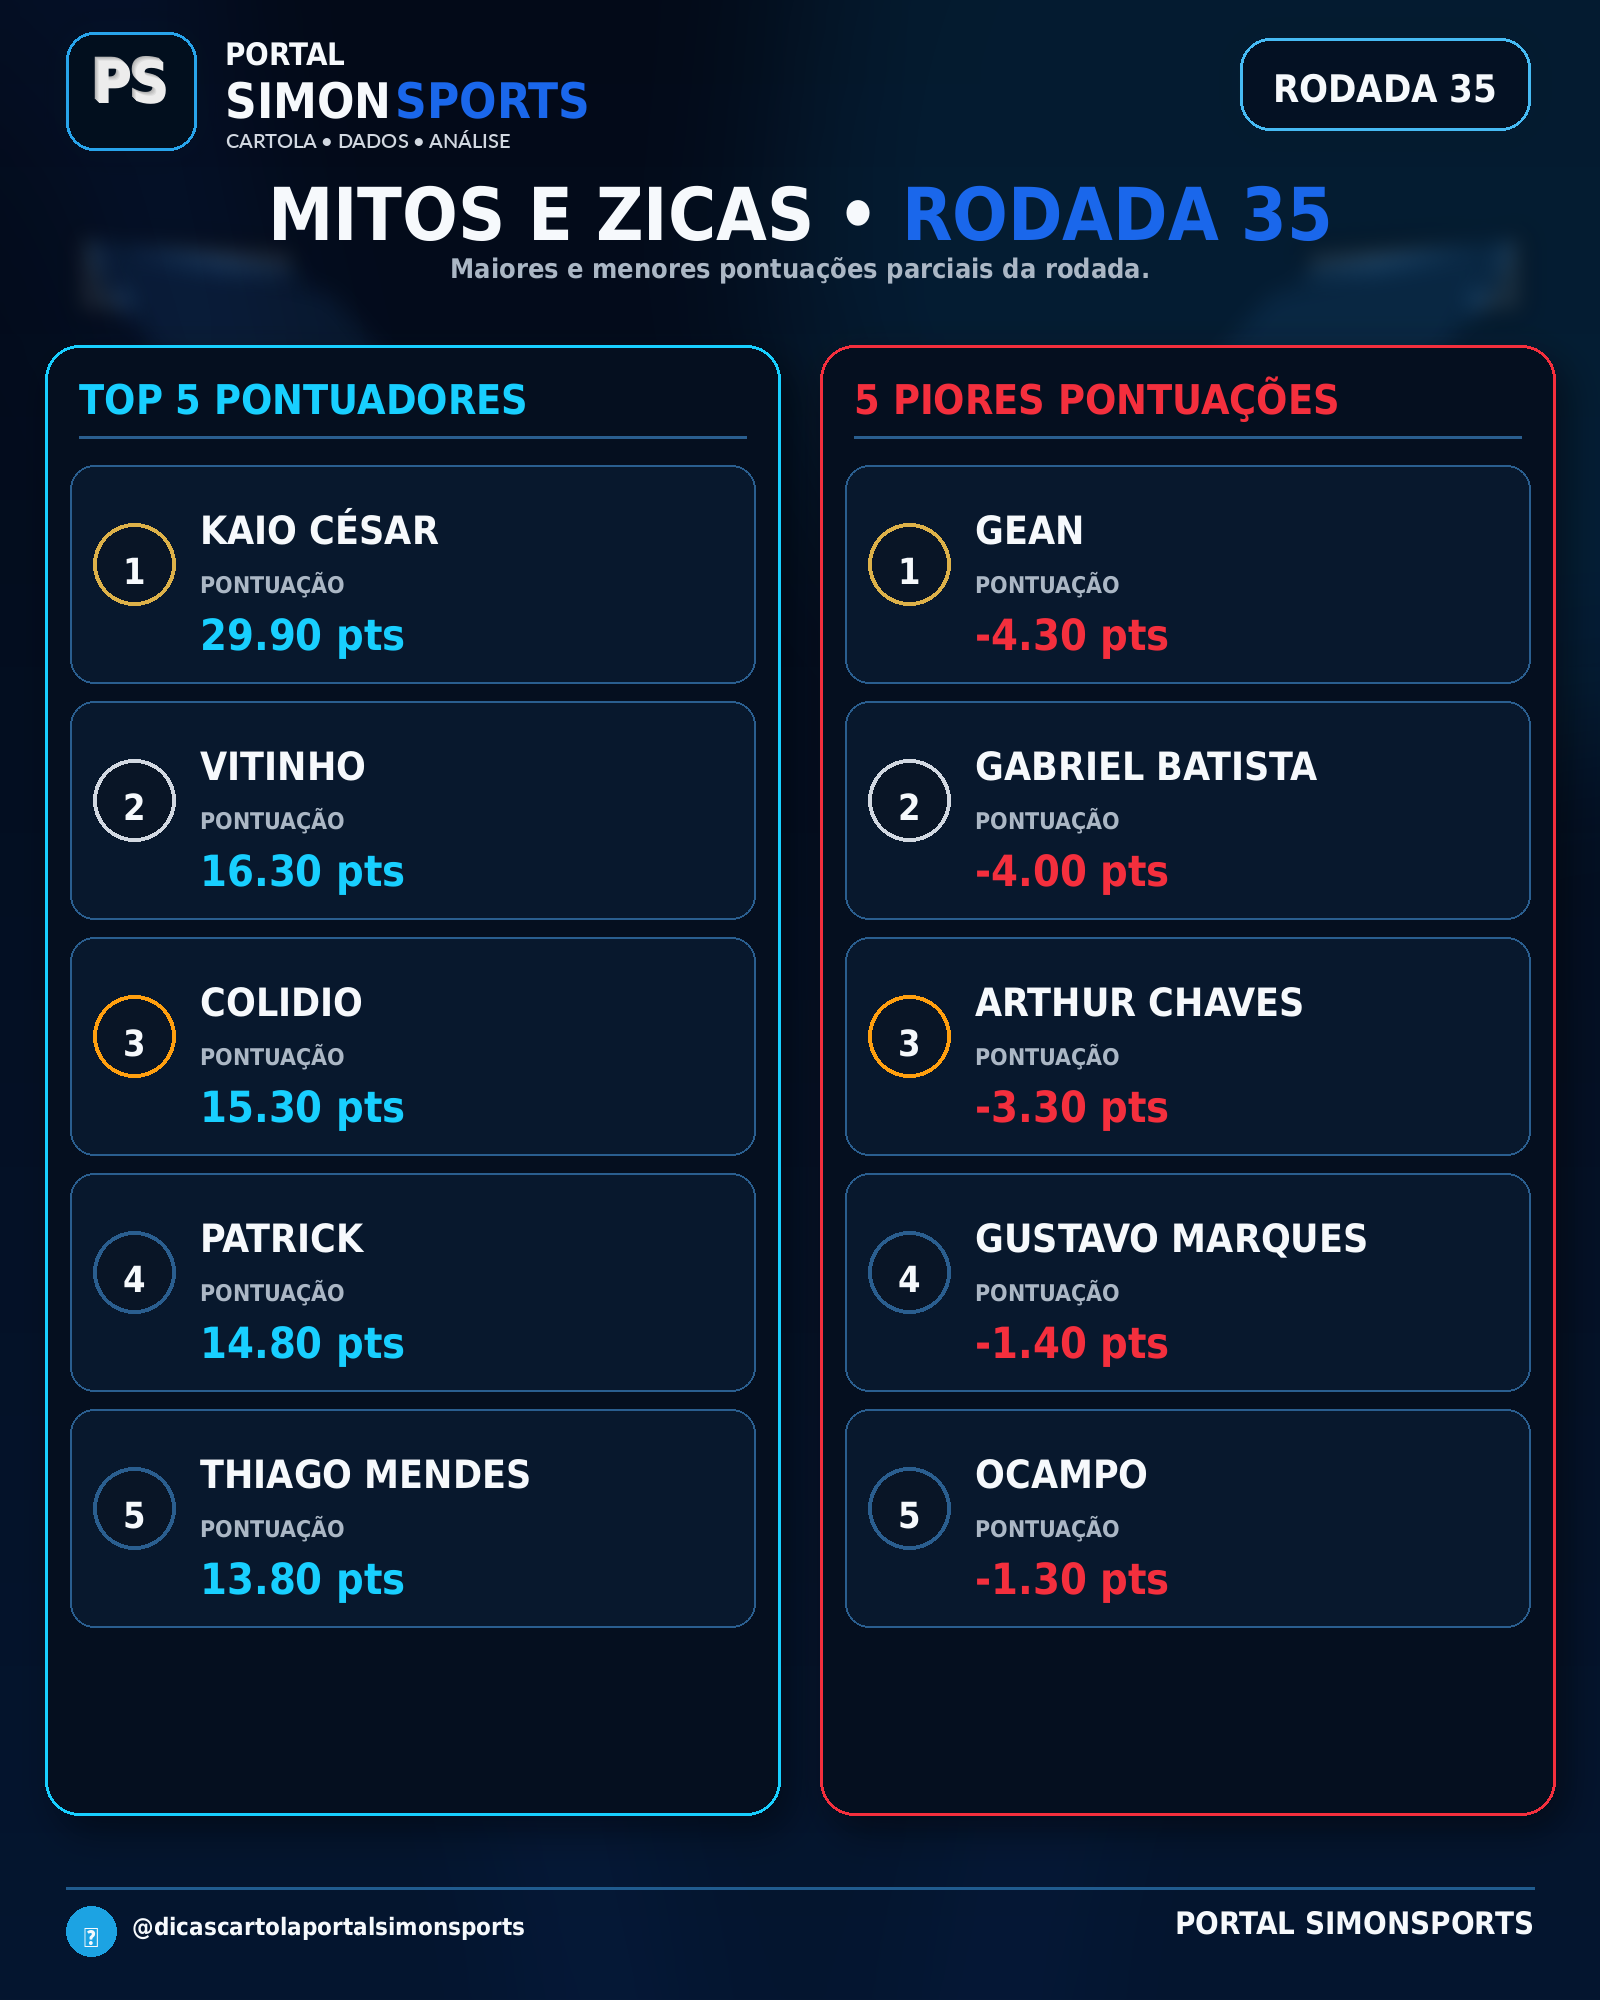 PS
PORTAL
SIMONSPORTS
CARTOLA • DADOS • ANÁLISE
RODADA 35
MITOS E ZICAS • RODADA 35
Maiores e menores pontuações parciais da rodada.
TOP 5 PONTUADORES
1
KAIO CÉSAR
PONTUAÇÃO
29.90 pts
2
VITINHO
PONTUAÇÃO
16.30 pts
3
COLIDIO
PONTUAÇÃO
15.30 pts
4
PATRICK
PONTUAÇÃO
14.80 pts
5
THIAGO MENDES
PONTUAÇÃO
13.80 pts
5 PIORES PONTUAÇÕES
1
GEAN
PONTUAÇÃO
-4.30 pts
2
GABRIEL BATISTA
PONTUAÇÃO
-4.00 pts
3
ARTHUR CHAVES
PONTUAÇÃO
-3.30 pts
4
GUSTAVO MARQUES
PONTUAÇÃO
-1.40 pts
5
OCAMPO
PONTUAÇÃO
-1.30 pts
@dicascartolaportalsimonsports
PORTAL SIMONSPORTS